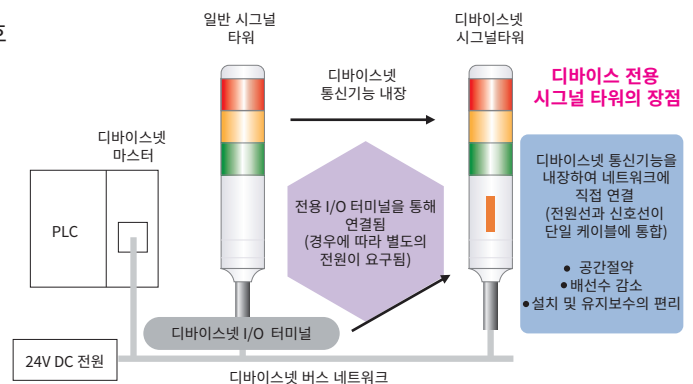 호
일반 시그널
타워
디바이스넷
시그널타워
디바이스넷
통신기능 내장
디바이스 전용
시그널 타워의 장점
디바이스넷
마스터
PLC
전용 I/O 터미널을 통해
연결됨
(경우에 따라 별도의
전원이 요구됨)
디바이스넷 통신기능을
내장하여 네트워크에
직접 연결
(전원선과 신호선이
단일 케이블에 통합)
● 공간절약
● 배선수 감소
● 설치 및 유지보수의 편리
디바이스넷 I/O 터미널
24V DC 전원
디바이스넷 버스 네트워크